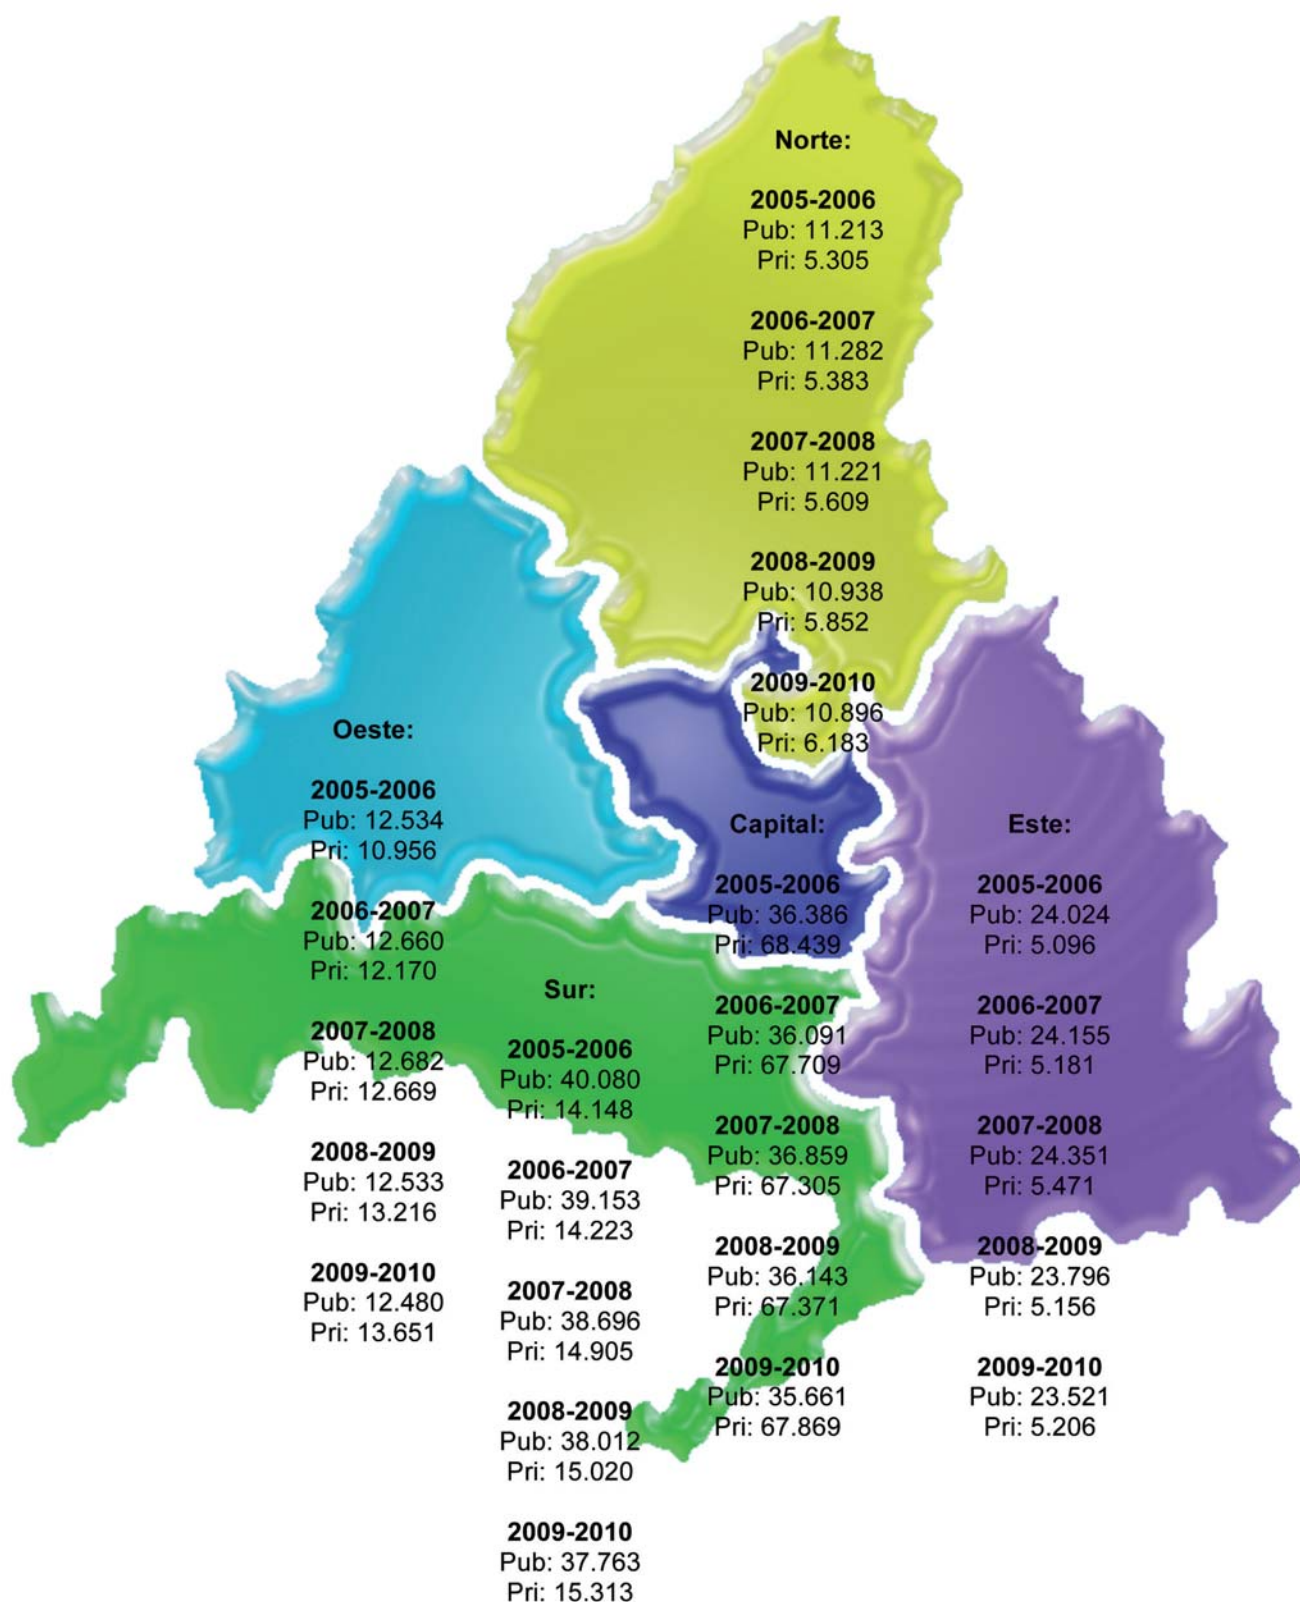 Norte:
2005-2006
Pub: 11.213
Pri: 5.305
2006-2007
Pub: 11.282
Pri: 5.383
2007-2008
Pub: 11.221
Pri: 5.609
2008-2009
Pub: 10.938
Pri: 5.852
2009-2010
Pub: 10.896
Pri: 6.183
Oeste:
2005-2006
Pub: 12.534
Pri: 10.956
2006-2007
Pub: 12.660
Pri: 12.170
2007-2008
Pub: 12.682
Pri: 12.669
2008-2009
Pub: 12.533
Pri: 13.216
2009-2010
Pub: 12.480
Pri: 13.651
Sur:
2005-2006
Pub: 40.080
Pri: 14.148
2006-2007
Pub: 39.153
Pri: 14.223
2007-2008
Pub: 38.696
Pri: 14.905
2008-2009
Pub: 38.012
Pri: 15.020
2009-2010
Pub: 37.763
Pri: 15.313
Capital:
2005-2006
Pub: 36.386
Pri: 68.439
2006-2007
Pub: 36.091
Pri: 67.709
2007-2008
Pub: 36.859
Pri: 67.305
2008-2009
Pub: 36.143
Pri: 67.371
2009-2010
Pub: 35.661
Pri: 67.869
Este:
2005-2006
Pub: 24.024
Pri: 5.096
2006-2007
Pub: 24.155
Pri: 5.181
2007-2008
Pub: 24.351
Pri: 5.471
2008-2009
Pub: 23.796
Pri: 5.156
2009-2010
Pub: 23.521
Pri: 5.206